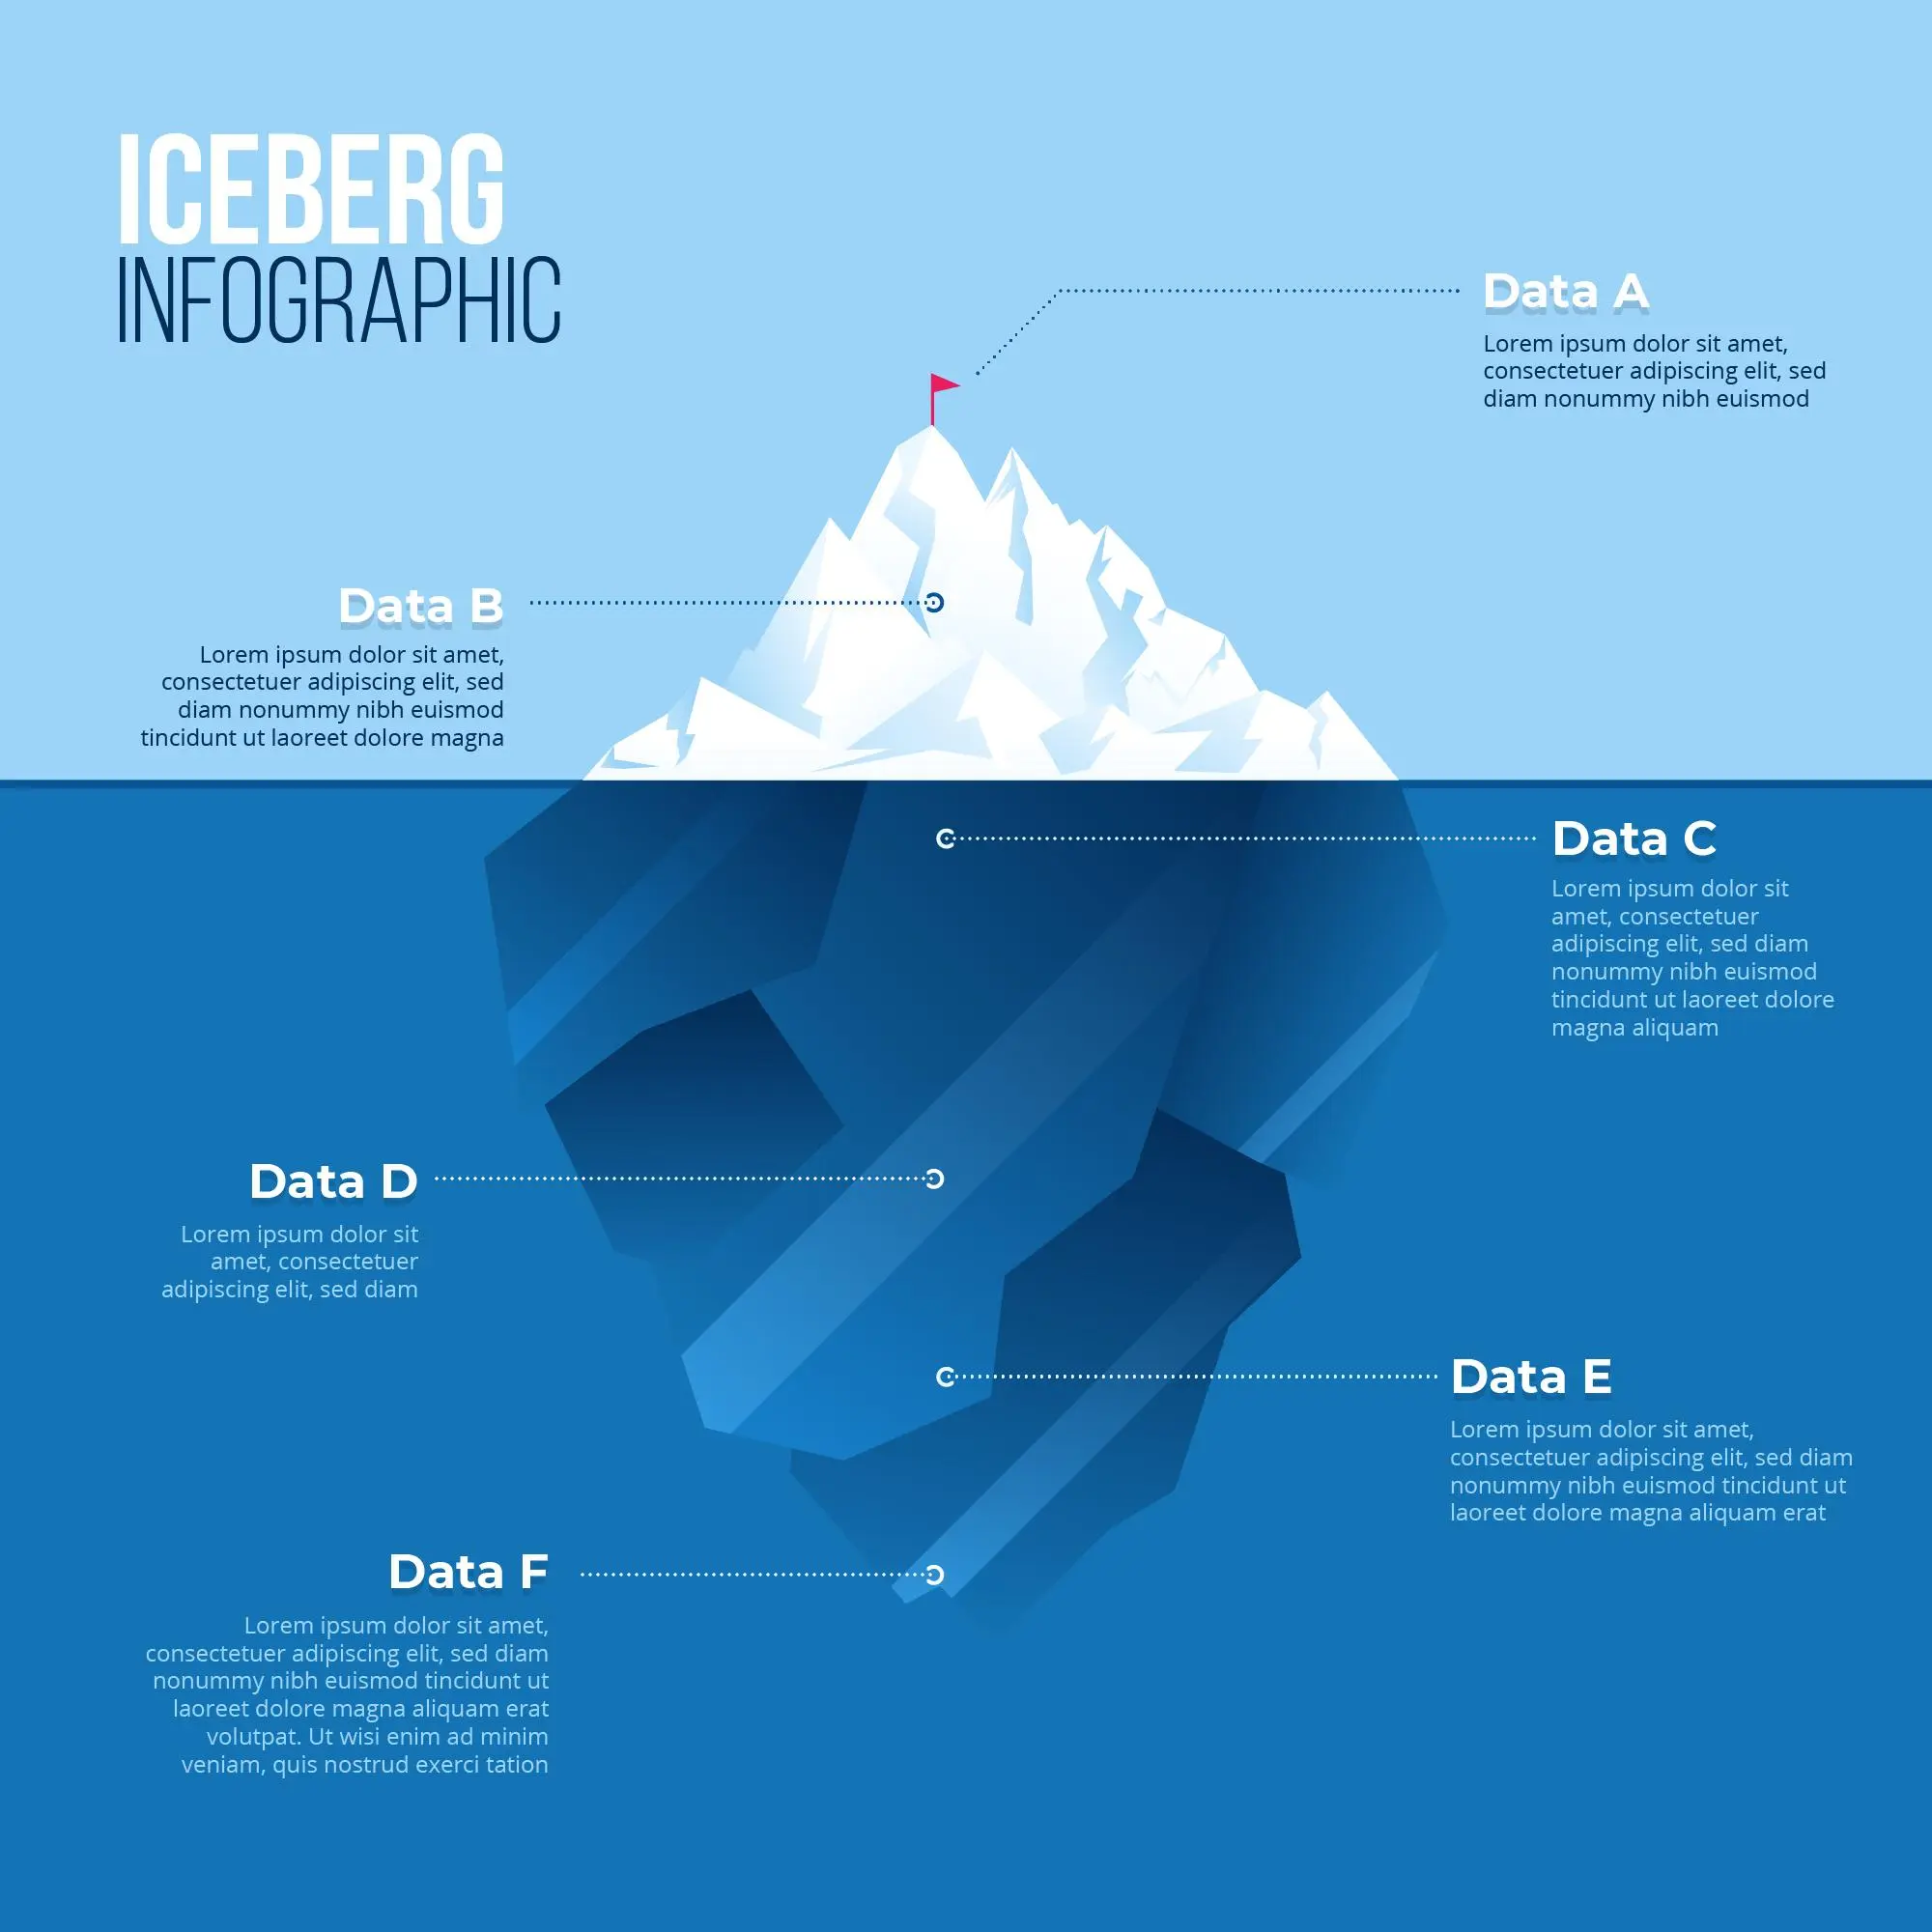 ICEBERG
INFOGRAPHIC
Data A
Lorem ipsum dolor sit amet,
consectetuer adipiscing elit, sed
diam nonummy nibh euismod
Data B
Lorem ipsum dolor sit amet,
consectetuer adipiscing elit, sed
diam nonummy nibh euismod
tincidunt ut laoreet dolore magna
Data C
Lorem ipsum dolor sit
amet, consectetuer
adipiscing elit, sed diam
nonummy nibh euismod
tincidunt ut laoreet dolore
magna aliquam
Data D
Lorem ipsum dolor sit
amet, consectetuer
adipiscing elit, sed diam
Data E
Lorem ipsum dolor sit amet,
consectetuer adipiscing elit, sed diam
nonummy nibh euismod tincidunt ut
laoreet dolore magna aliquam erat
Data F
Lorem ipsum dolor sit amet,
consectetuer adipiscing elit, sed diam
nonummy nibh euismod tincidunt ut
laoreet dolore magna aliquam erat
volutpat. Ut wisi enim ad minim
veniam, quis nostrud exerci tation